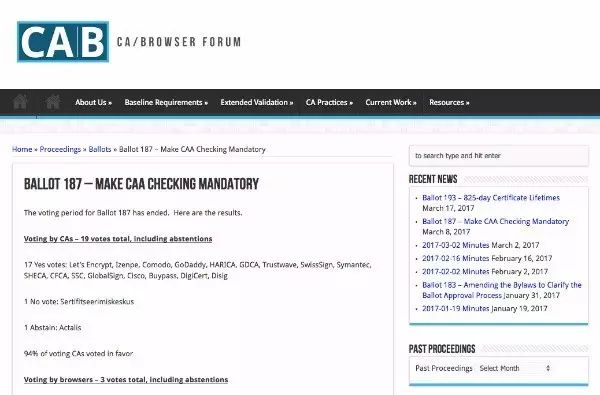 CAB CA/BROWSER FORUM
About Us » Baseline Requirements » Extended Validation » CA Practices » Current Work » Resources »
Home » Proceedings » Ballots » Ballot 187 – Make CAA Checking Mandatory
BALLOT 187 – MAKE CAA CHECKING MANDATORY
The voting period for Ballot 187 has ended. Here are the results.
Voting by CAs – 19 votes total, including abstentions
17 Yes votes: Let's Encrypt, Izenpe, Comodo, GoDaddy, HARICA, GDCA, Trustwave, SwissSign, Symantec,
SHECA, CFCA, SSC, GlobalSign, Cisco, Buypass, DigiCert, Disig
1 No vote: Sertifitseerimiskeskus
1 Abstain: Actalis
94% of voting CAs voted in favor
Voting by browsers – 3 votes total, including abstentions
to search type and hit enter
RECENT NEWS
Ballot 193 – 825-day Certificate Lifetimes
March 17, 2017
Ballot 187 – Make CAA Checking Mandatory
March 8, 2017
2017-03-02 Minutes March 2, 2017
2017-02-16 Minutes February 16, 2017
2017-02-02 Minutes February 2, 2017
Ballot 183 – Amending the Bylaws to Clarify the
Ballot Approval Process January 31, 2017
2017-01-19 Minutes January 19, 2017
PAST PROCEEDINGS
Past Proceedings Select Month